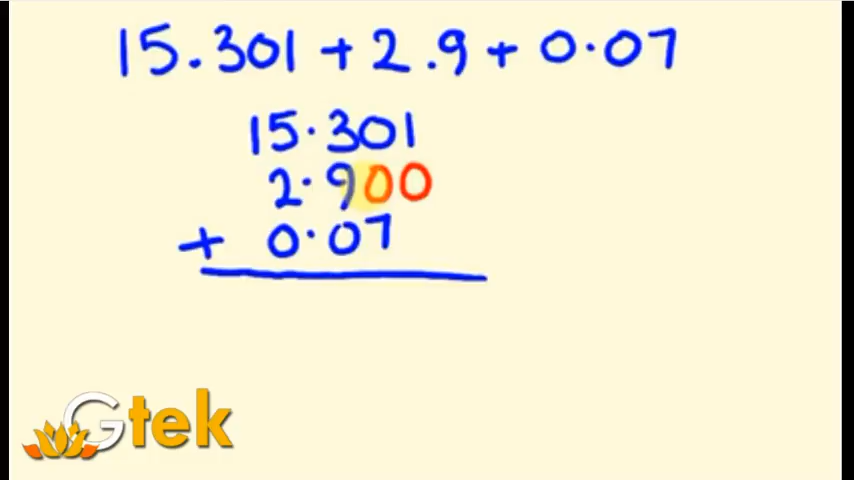 15.301 + 2.9 + 0.07
15.301
2.900
+ 0.07
Gtek